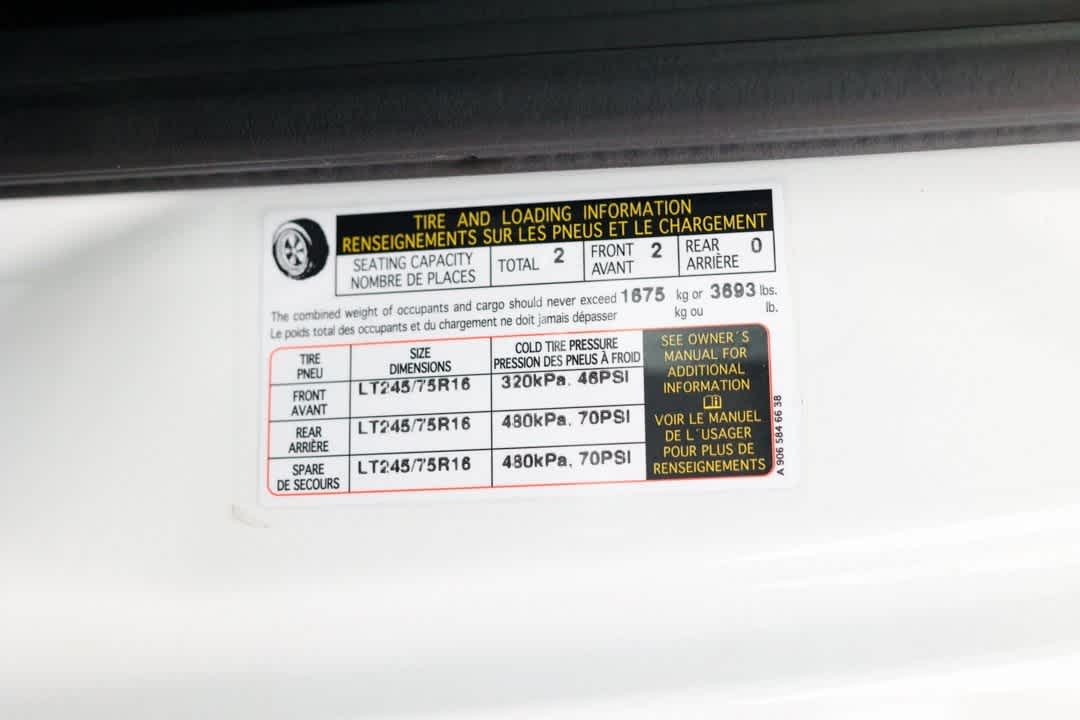 TIRE AND LOADING INFORMATION
RENSEIGNEMENTS SUR LES PNEUS ET LE CHARGEMENT
SEATING CAPACITY
NOMBRE DE PLACES
TOTAL 2
FRONT
AVANT
2
REAR
ARRIÈRE
0
The combined weight of occupants and cargo should never exceed 1675 kg or 3693 lbs.
Le poids total des occupants et du chargement ne doit jamais dépasser kg ou lb.
TIRE
PNEU
SIZE
DIMENSIONS
COLD TIRE PRESSURE
PRESSION DES PNEUS À FROID
FRONT
AVANT
LT245/75R16
320kPa, 46PSI
REAR
ARRIÈRE
LT245/75R16
480kPa, 70PSI
SPARE
DE SECOURS
LT245/75R16
480kPa, 70PSI
SEE OWNER´S
MANUAL FOR
ADDITIONAL
INFORMATION
VOIR LE MANUEL
DE L´USAGER
POUR PLUS DE
RENSEIGNEMENTS
A 906 584 66 38